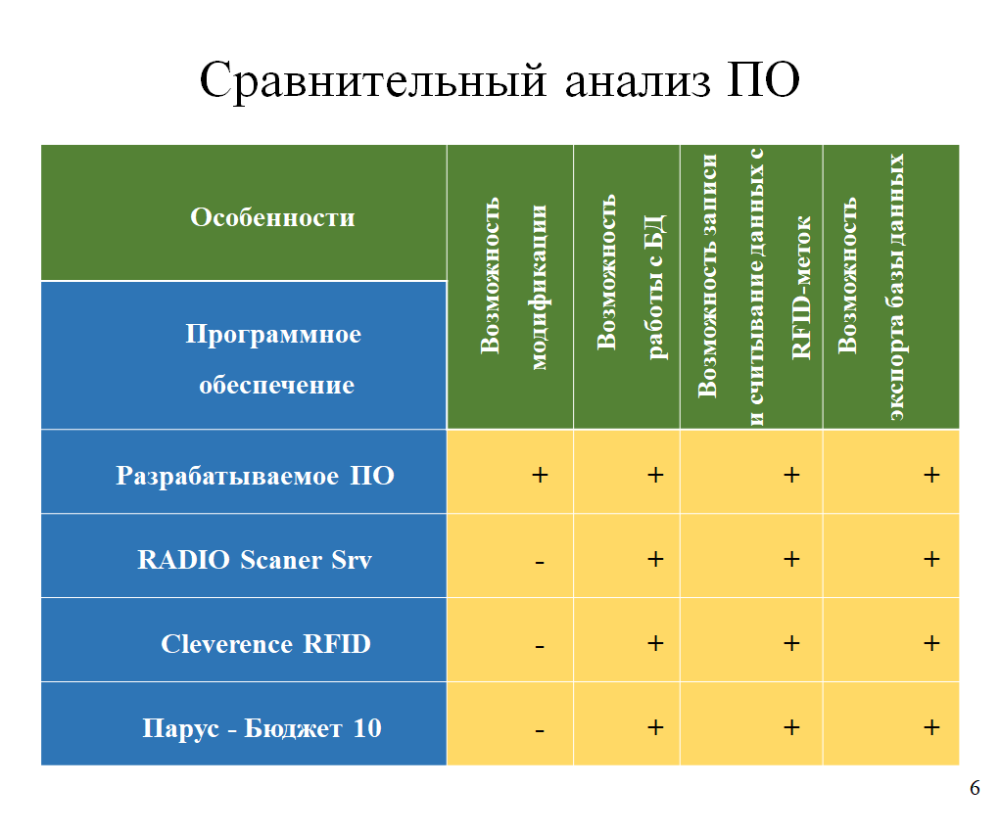 Сравнительный анализ ПО
Особенности
Возможность
модификации
Возможность
работы с БД
Возможность записи
и считывание данных с
RFID-меток
Возможность
экспорта базы данных
Программное
обеспечение
Разрабатываемое ПО + + + +
RADIO Scaner Srv - + + +
Cleverence RFID - + + +
Парус - Бюджет 10 - + + +
6